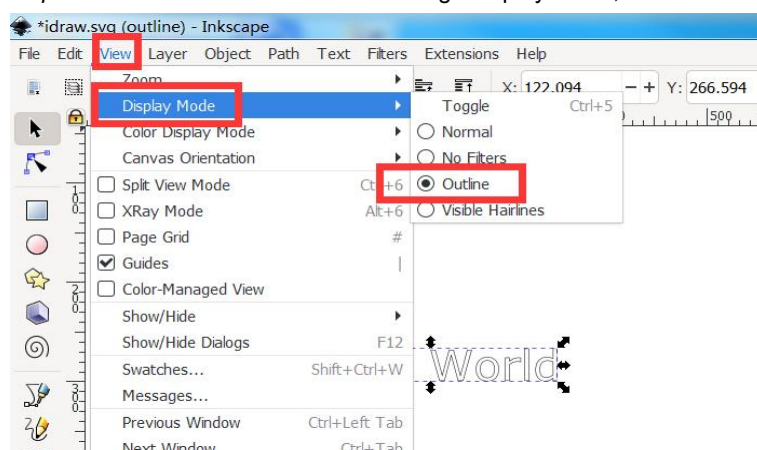 *idraw.svg (outline) - Inkscape
File Edit View Layer Object Path Text Filters Extensions Help
X: 122.094 - + Y: 266.594
Zoom
Display Mode
Toggle Ctrl+5
500
Color Display Mode
Normal
Canvas Orientation
No Filters
Split View Mode Ctrl+6
Outline
XRay Mode Alt+6
Visible Hairlines
Page Grid #
Guides |
Color-Managed View
Show/Hide
Show/Hide Dialogs F12
Swatches... Shift+Ctrl+W
World
Messages...
Previous Window Ctrl+Left Tab
Next Window Ctrl+Tab